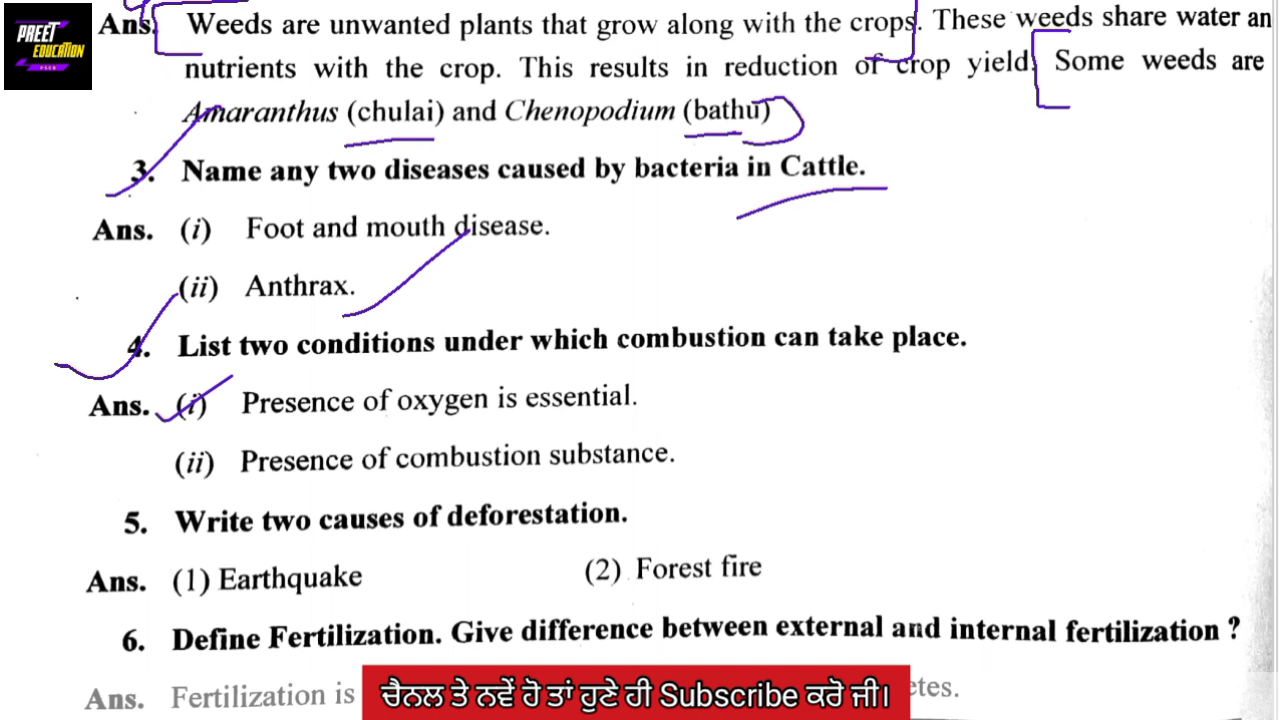 PREET
EDUCATION
PSEB
Ans. Weeds are unwanted plants that grow along with the crops. These weeds share water an
nutrients with the crop. This results in reduction of crop yield. Some weeds are
Amaranthus (chulai) and Chenopodium (bathu)
3. Name any two diseases caused by bacteria in Cattle.
Ans. (i) Foot and mouth disease.
(ii) Anthrax.
4. List two conditions under which combustion can take place.
Ans. (i) Presence of oxygen is essential.
(ii) Presence of combustion substance.
5. Write two causes of deforestation.
Ans. (1) Earthquake (2) Forest fire
6. Define Fertilization. Give difference between external and internal fertilization ?
Ans. Fertilization is
ਚੈਨਲ ਤੇ ਨਵੇਂ ਹੋ ਤਾਂ ਹੁਣੇ ਹੀ Subscribe ਕਰੋ ਜੀ।